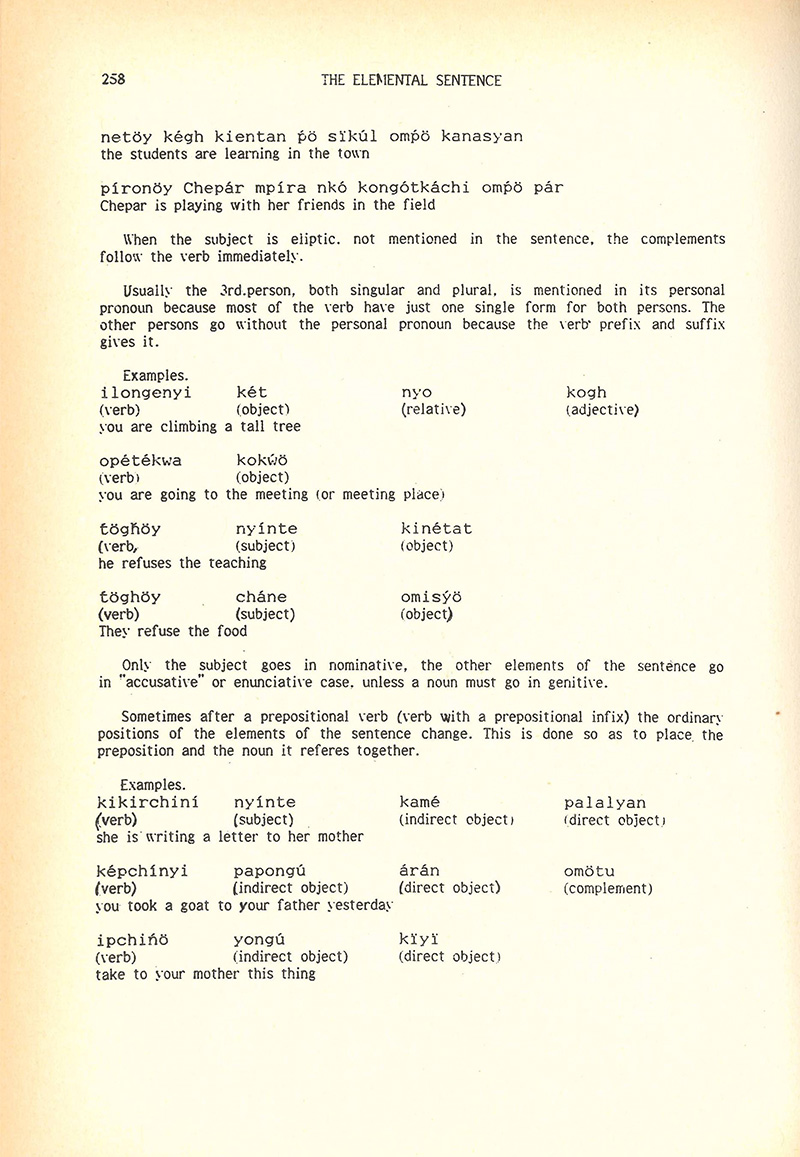 258 THE ELEMENTAL SENTENCE
netöy kégh kientan ṕö sïkúl omṕö kanasyan
the students are learning in the town
píronöy Chepár mpíra nkó kongótkáchi omṕö pár
Chepar is playing with her friends in the field
When the subject is eliptic. not mentioned in the sentence, the complements
follow the verb immediately.
Usually the 3rd.person, both singular and plural, is mentioned in its personal
pronoun because most of the verb have just one single form for both persons. The
other persons go without the personal pronoun because the verb prefix and suffix
gives it.
Examples.
ilongenyi két nyo kogh
(verb) (object) (relative) (adjective)
you are climbing a tall tree
opétékwa kokẃö
(verb) (object)
you are going to the meeting (or meeting place)
töghöy nyínte kinétat
(verb, (subject) (object)
he refuses the teaching
töghöy cháne omisýö
(verb) (subject) (object)
They refuse the food
Only the subject goes in nominative, the other elements of the sentence go
in "accusative" or enunciative case. unless a noun must go in genitive.
Sometimes after a prepositional verb (verb with a prepositional infix) the ordinary
positions of the elements of the sentence change. This is done so as to place the
preposition and the noun it referes together.
Examples.
kikirchiní nyínte kamé palalyan
(verb) (subject) (indirect object) (direct object)
she is writing a letter to her mother
képchínyi papongú árán omötu
(verb) (indirect object) (direct object) (complement)
you took a goat to your father yesterday
ipchińö yongú kïyï
(verb) (indirect object) (direct object)
take to your mother this thing